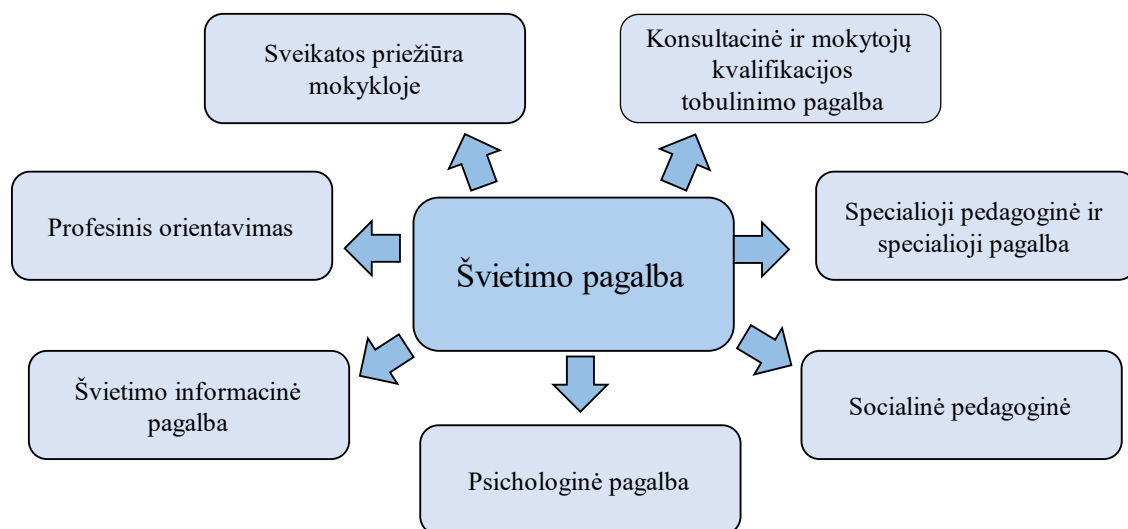 Sveikatos priežiūra
mokykloje
Konsultacinė ir mokytojų
kvalifikacijos
tobulinimo pagalba
Profesinis orientavimas
Švietimo pagalba
Specialioji pedagoginė ir
specialioji pagalba
Švietimo informacinė
pagalba
Socialinė pedagoginė
Psichologinė pagalba